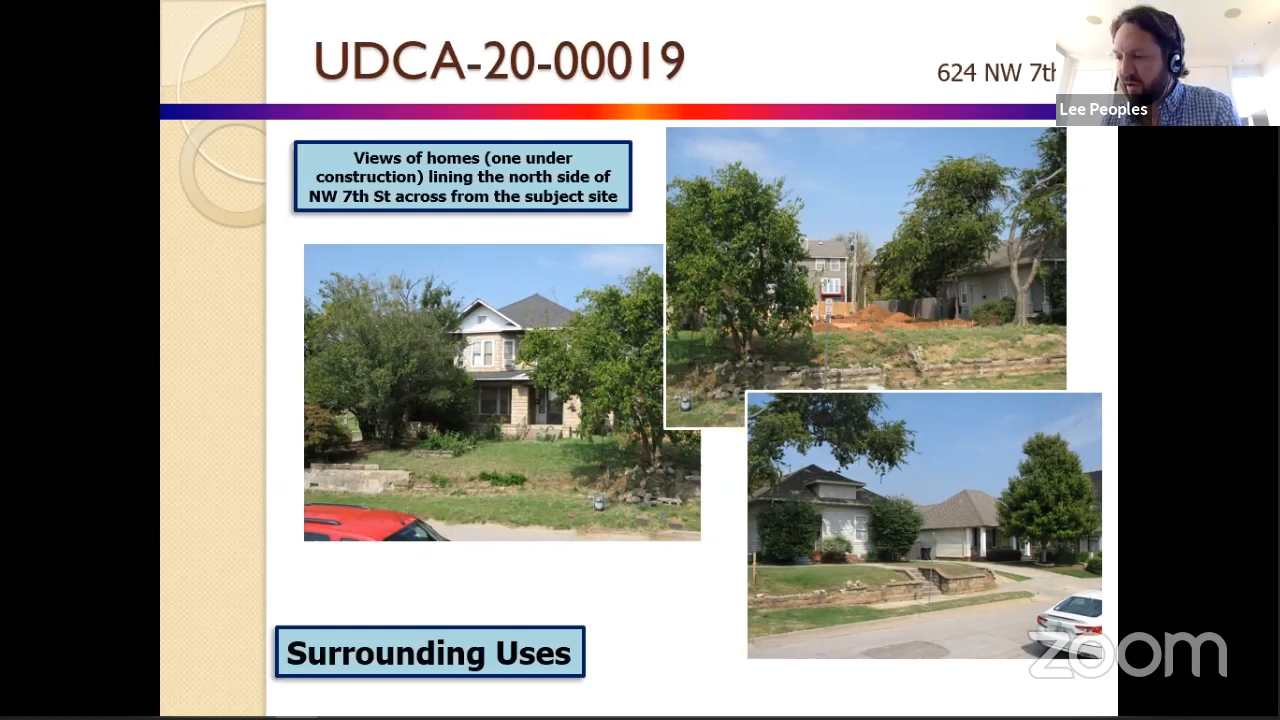 UDCA-20-00019
624 NW 7th
Lee Peoples
Views of homes (one under
construction) lining the north side of
NW 7th St across from the subject site
Surrounding Uses
zoom